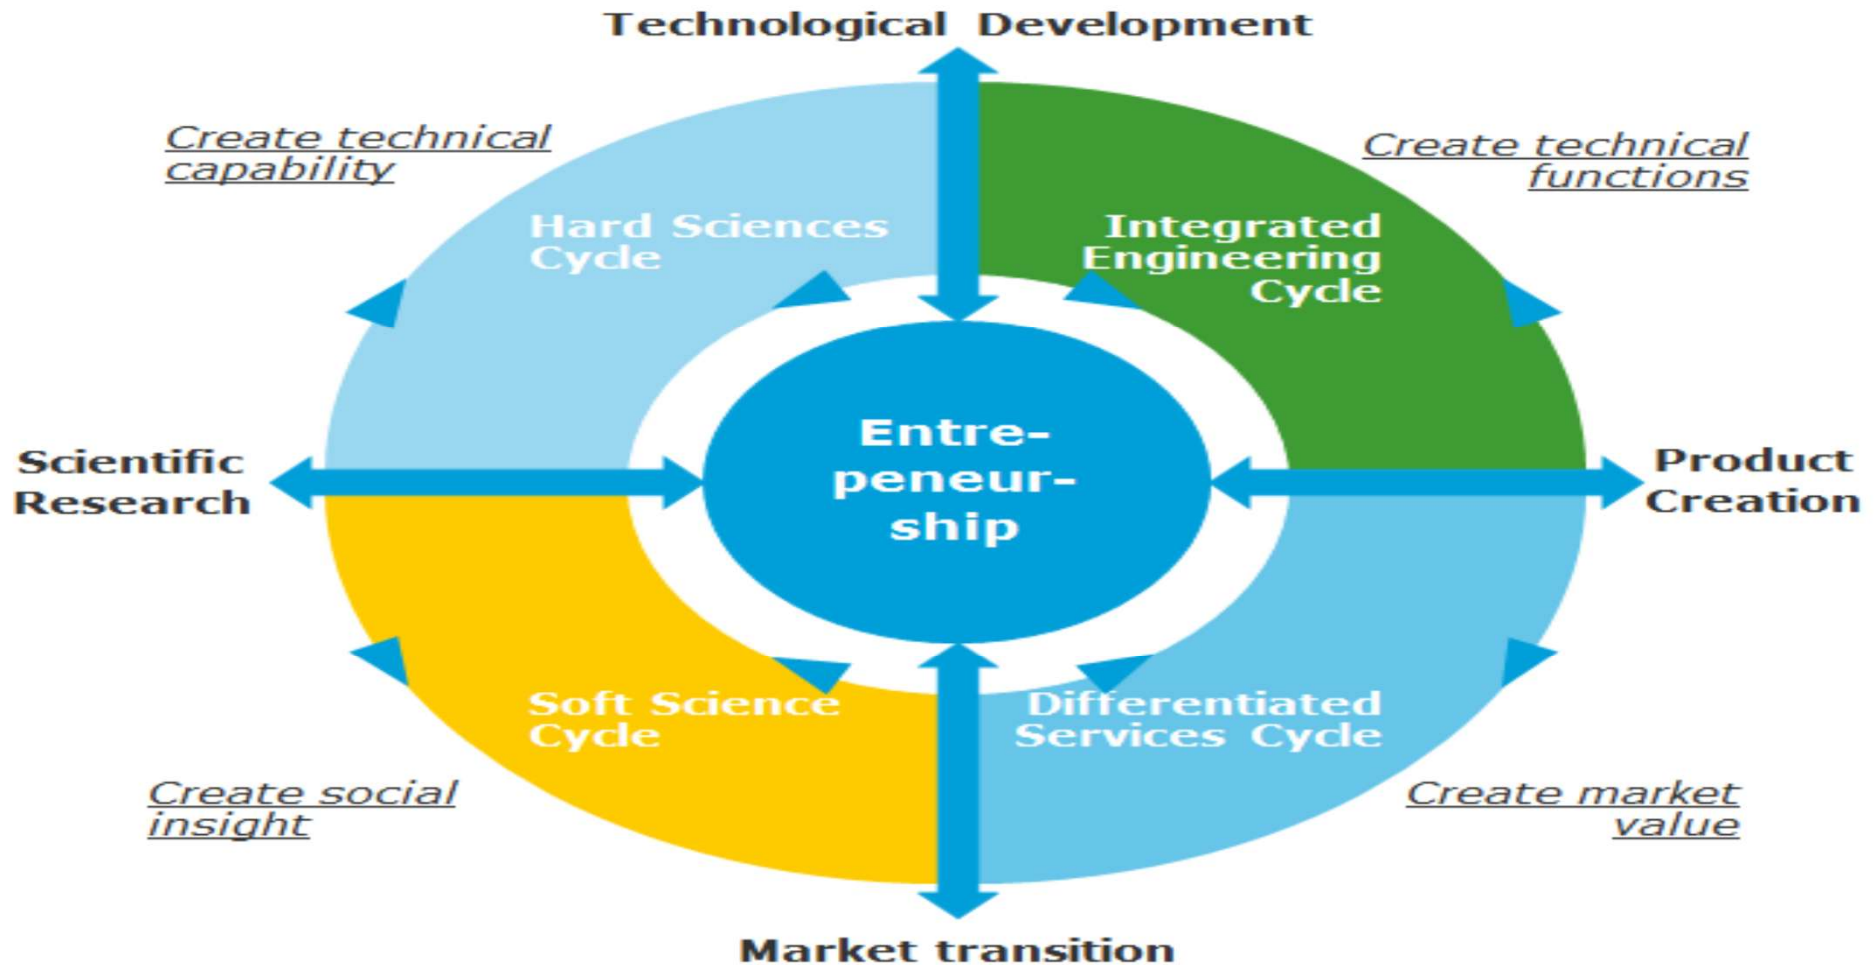 Technological Development
Create technical
capability
Create technical
functions
Hard Sciences
Cycle
Integrated
Engineering
Cycle
Scientific
Research
Entre-
peneur-
ship
Product
Creation
Soft Science
Cycle
Differentiated
Services Cycle
Create social
insight
Create market
value
Market transition